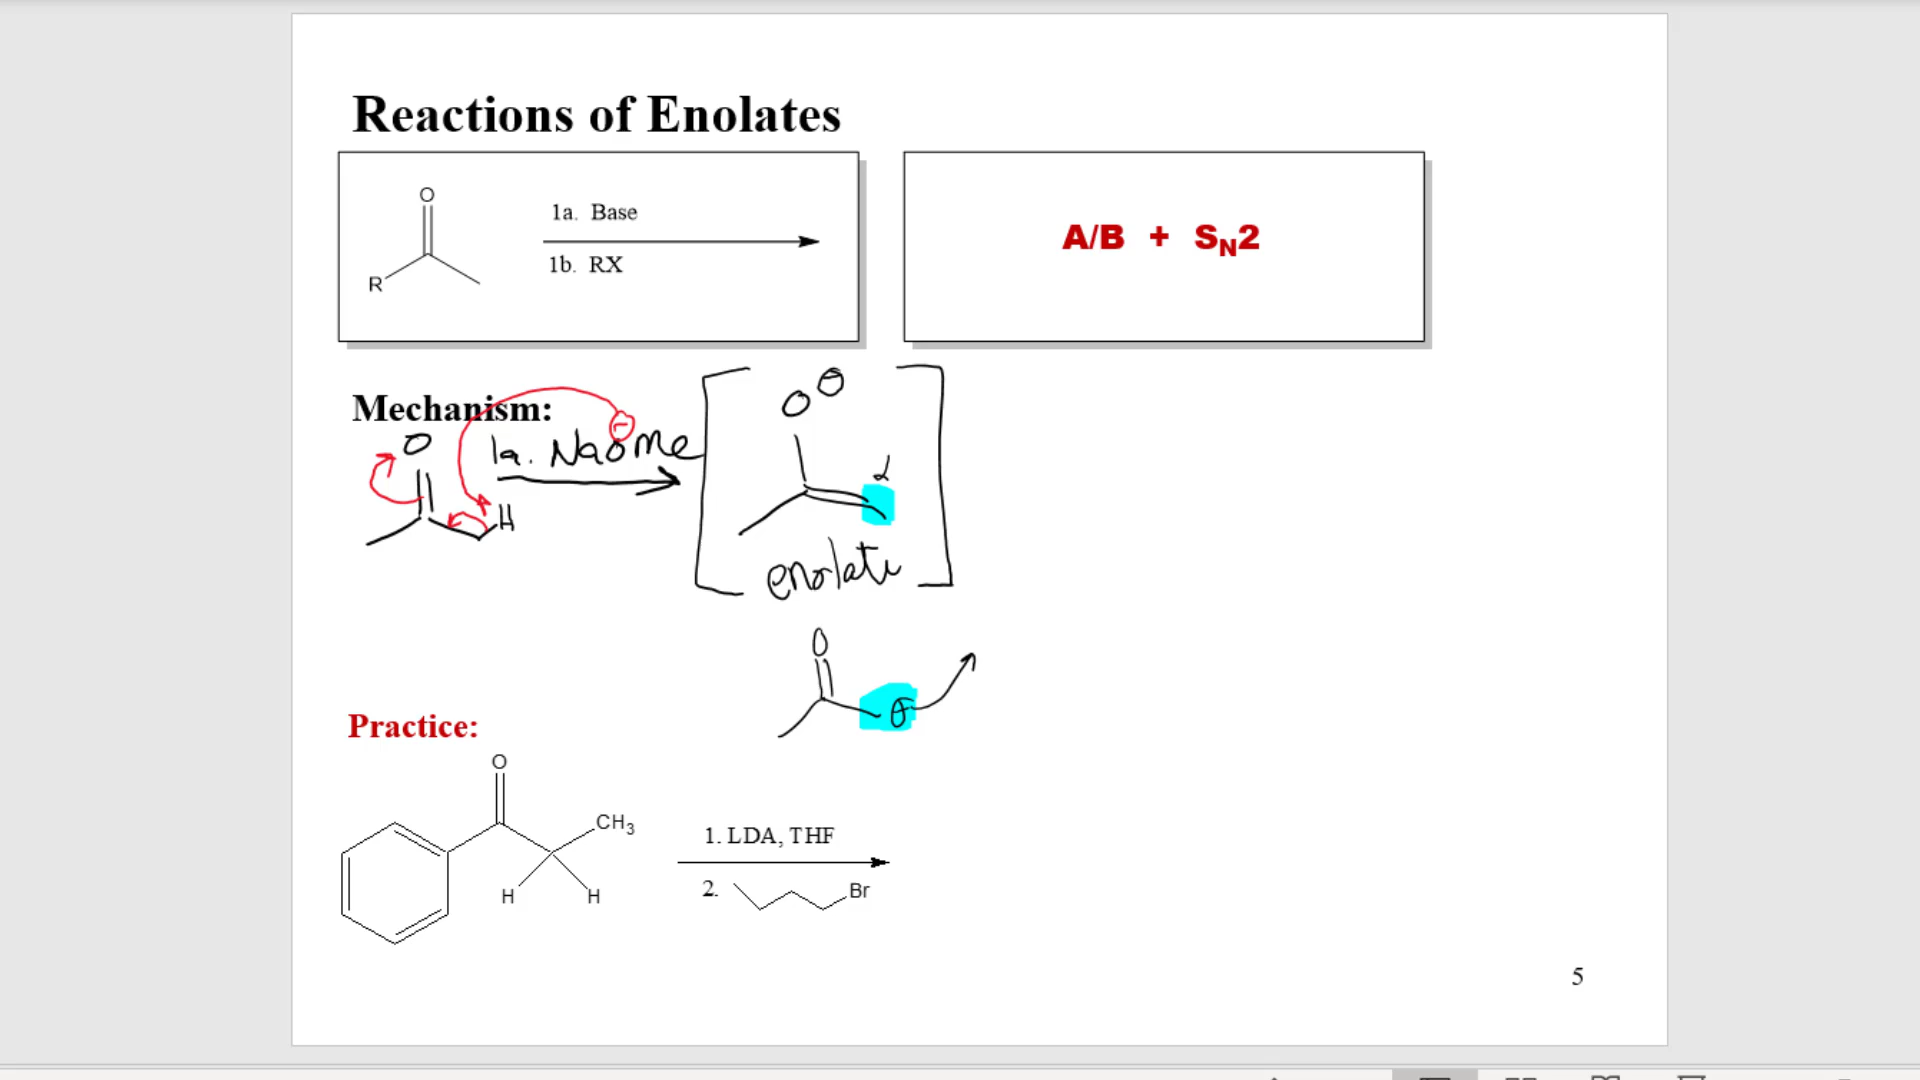 Reactions of Enolates
O
R
1a. Base
1b. RX
A/B + SN2
Mechanism:
O
H
1a. NaOMe
⊖
O ⊖
α
enolate
O
⊖
Practice:
O
CH3
H H
1. LDA, THF
2. Br
5